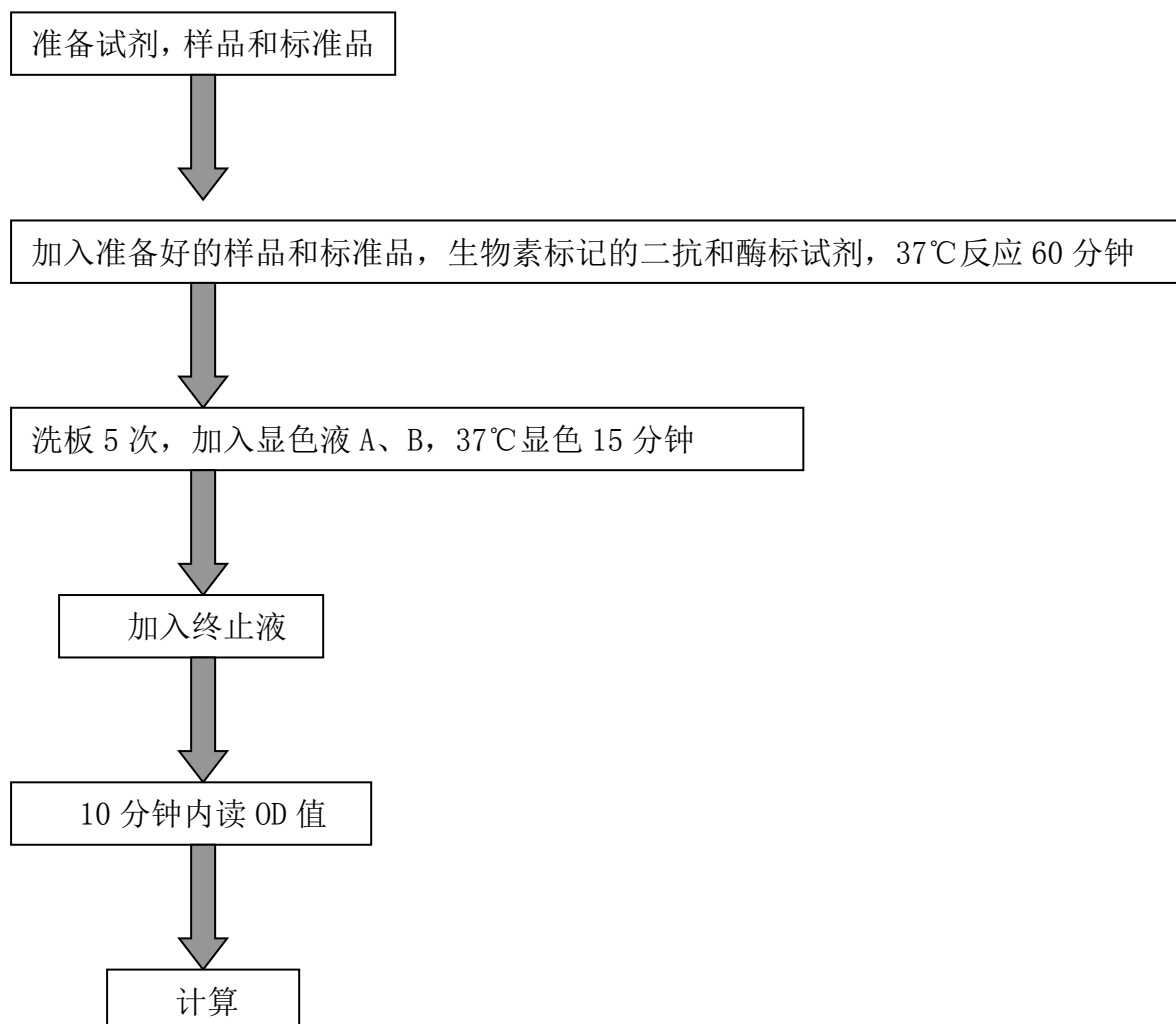 准备试剂，样品和标准品
加入准备好的样品和标准品，生物素标记的二抗和酶标试剂，37℃反应 60 分钟
洗板 5 次，加入显色液 A、B，37℃显色 15 分钟
加入终止液
10 分钟内读 OD 值
计算